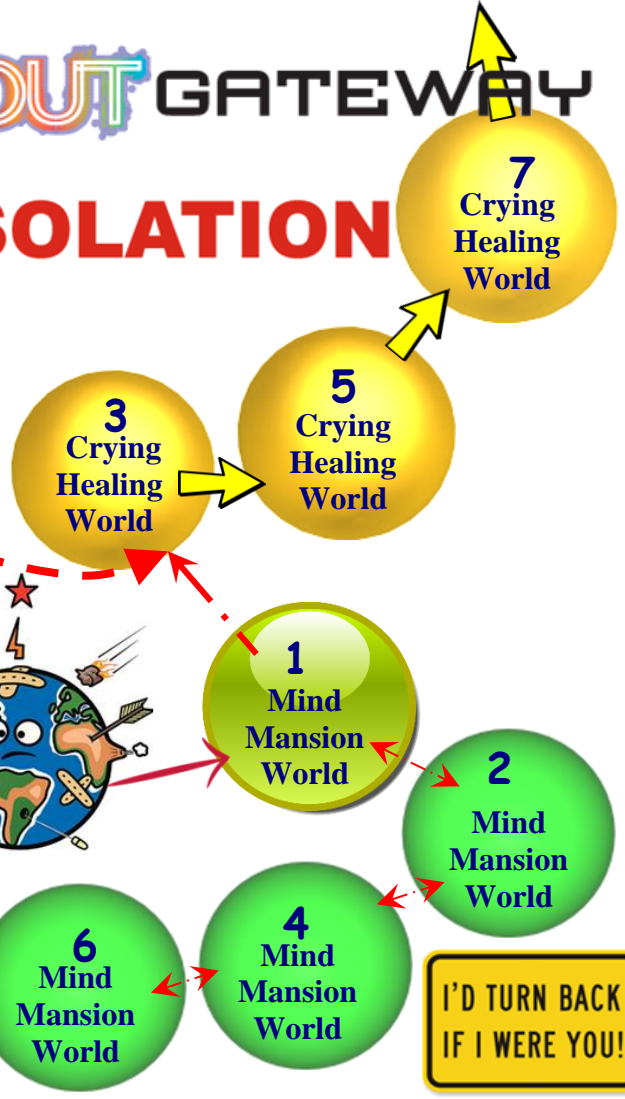 OUT GATEWAY
SOLATION
7
Crying
Healing
World
5
Crying
Healing
World
3
Crying
Healing
World
1
Mind
Mansion
World
2
Mind
Mansion
World
4
Mind
Mansion
World
6
Mind
Mansion
World
I'D TURN BACK
IF I WERE YOU!